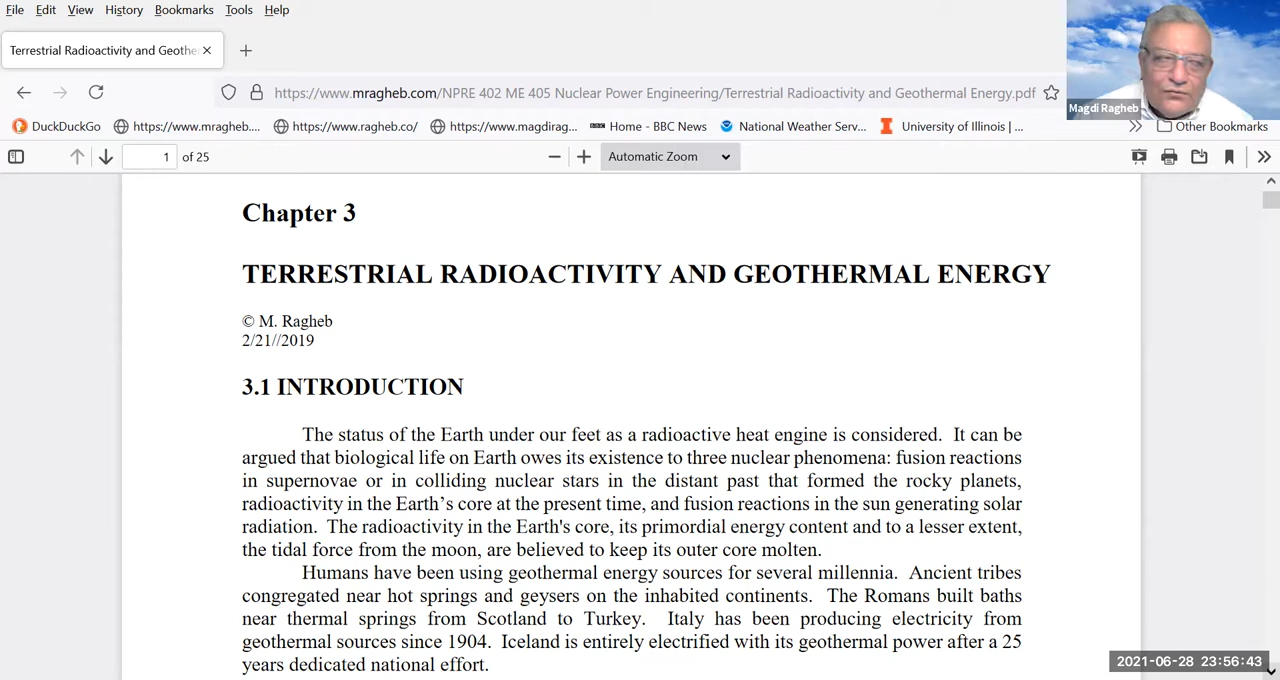 File Edit View History Bookmarks Tools Help
Terrestrial Radioactivity and Geothe
https://www.mragheb.com/NPRE 402 ME 405 Nuclear Power Engineering/Terrestrial Radioactivity and Geothermal Energy.pdf
Magdi Ragheb
DuckDuckGo https://www.mragheb.... https://www.ragheb.co/ https://www.magdirag... BBC Home - BBC News National Weather Serv... University of Illinois | ... Other Bookmarks
1 of 25 Automatic Zoom
Chapter 3
TERRESTRIAL RADIOACTIVITY AND GEOTHERMAL ENERGY
© M. Ragheb
2/21//2019
3.1 INTRODUCTION
The status of the Earth under our feet as a radioactive heat engine is considered. It can be
argued that biological life on Earth owes its existence to three nuclear phenomena: fusion reactions
in supernovae or in colliding nuclear stars in the distant past that formed the rocky planets,
radioactivity in the Earth’s core at the present time, and fusion reactions in the sun generating solar
radiation. The radioactivity in the Earth's core, its primordial energy content and to a lesser extent,
the tidal force from the moon, are believed to keep its outer core molten.
Humans have been using geothermal energy sources for several millennia. Ancient tribes
congregated near hot springs and geysers on the inhabited continents. The Romans built baths
near thermal springs from Scotland to Turkey. Italy has been producing electricity from
geothermal sources since 1904. Iceland is entirely electrified with its geothermal power after a 25
years dedicated national effort.
2021-06-28 23:56:43